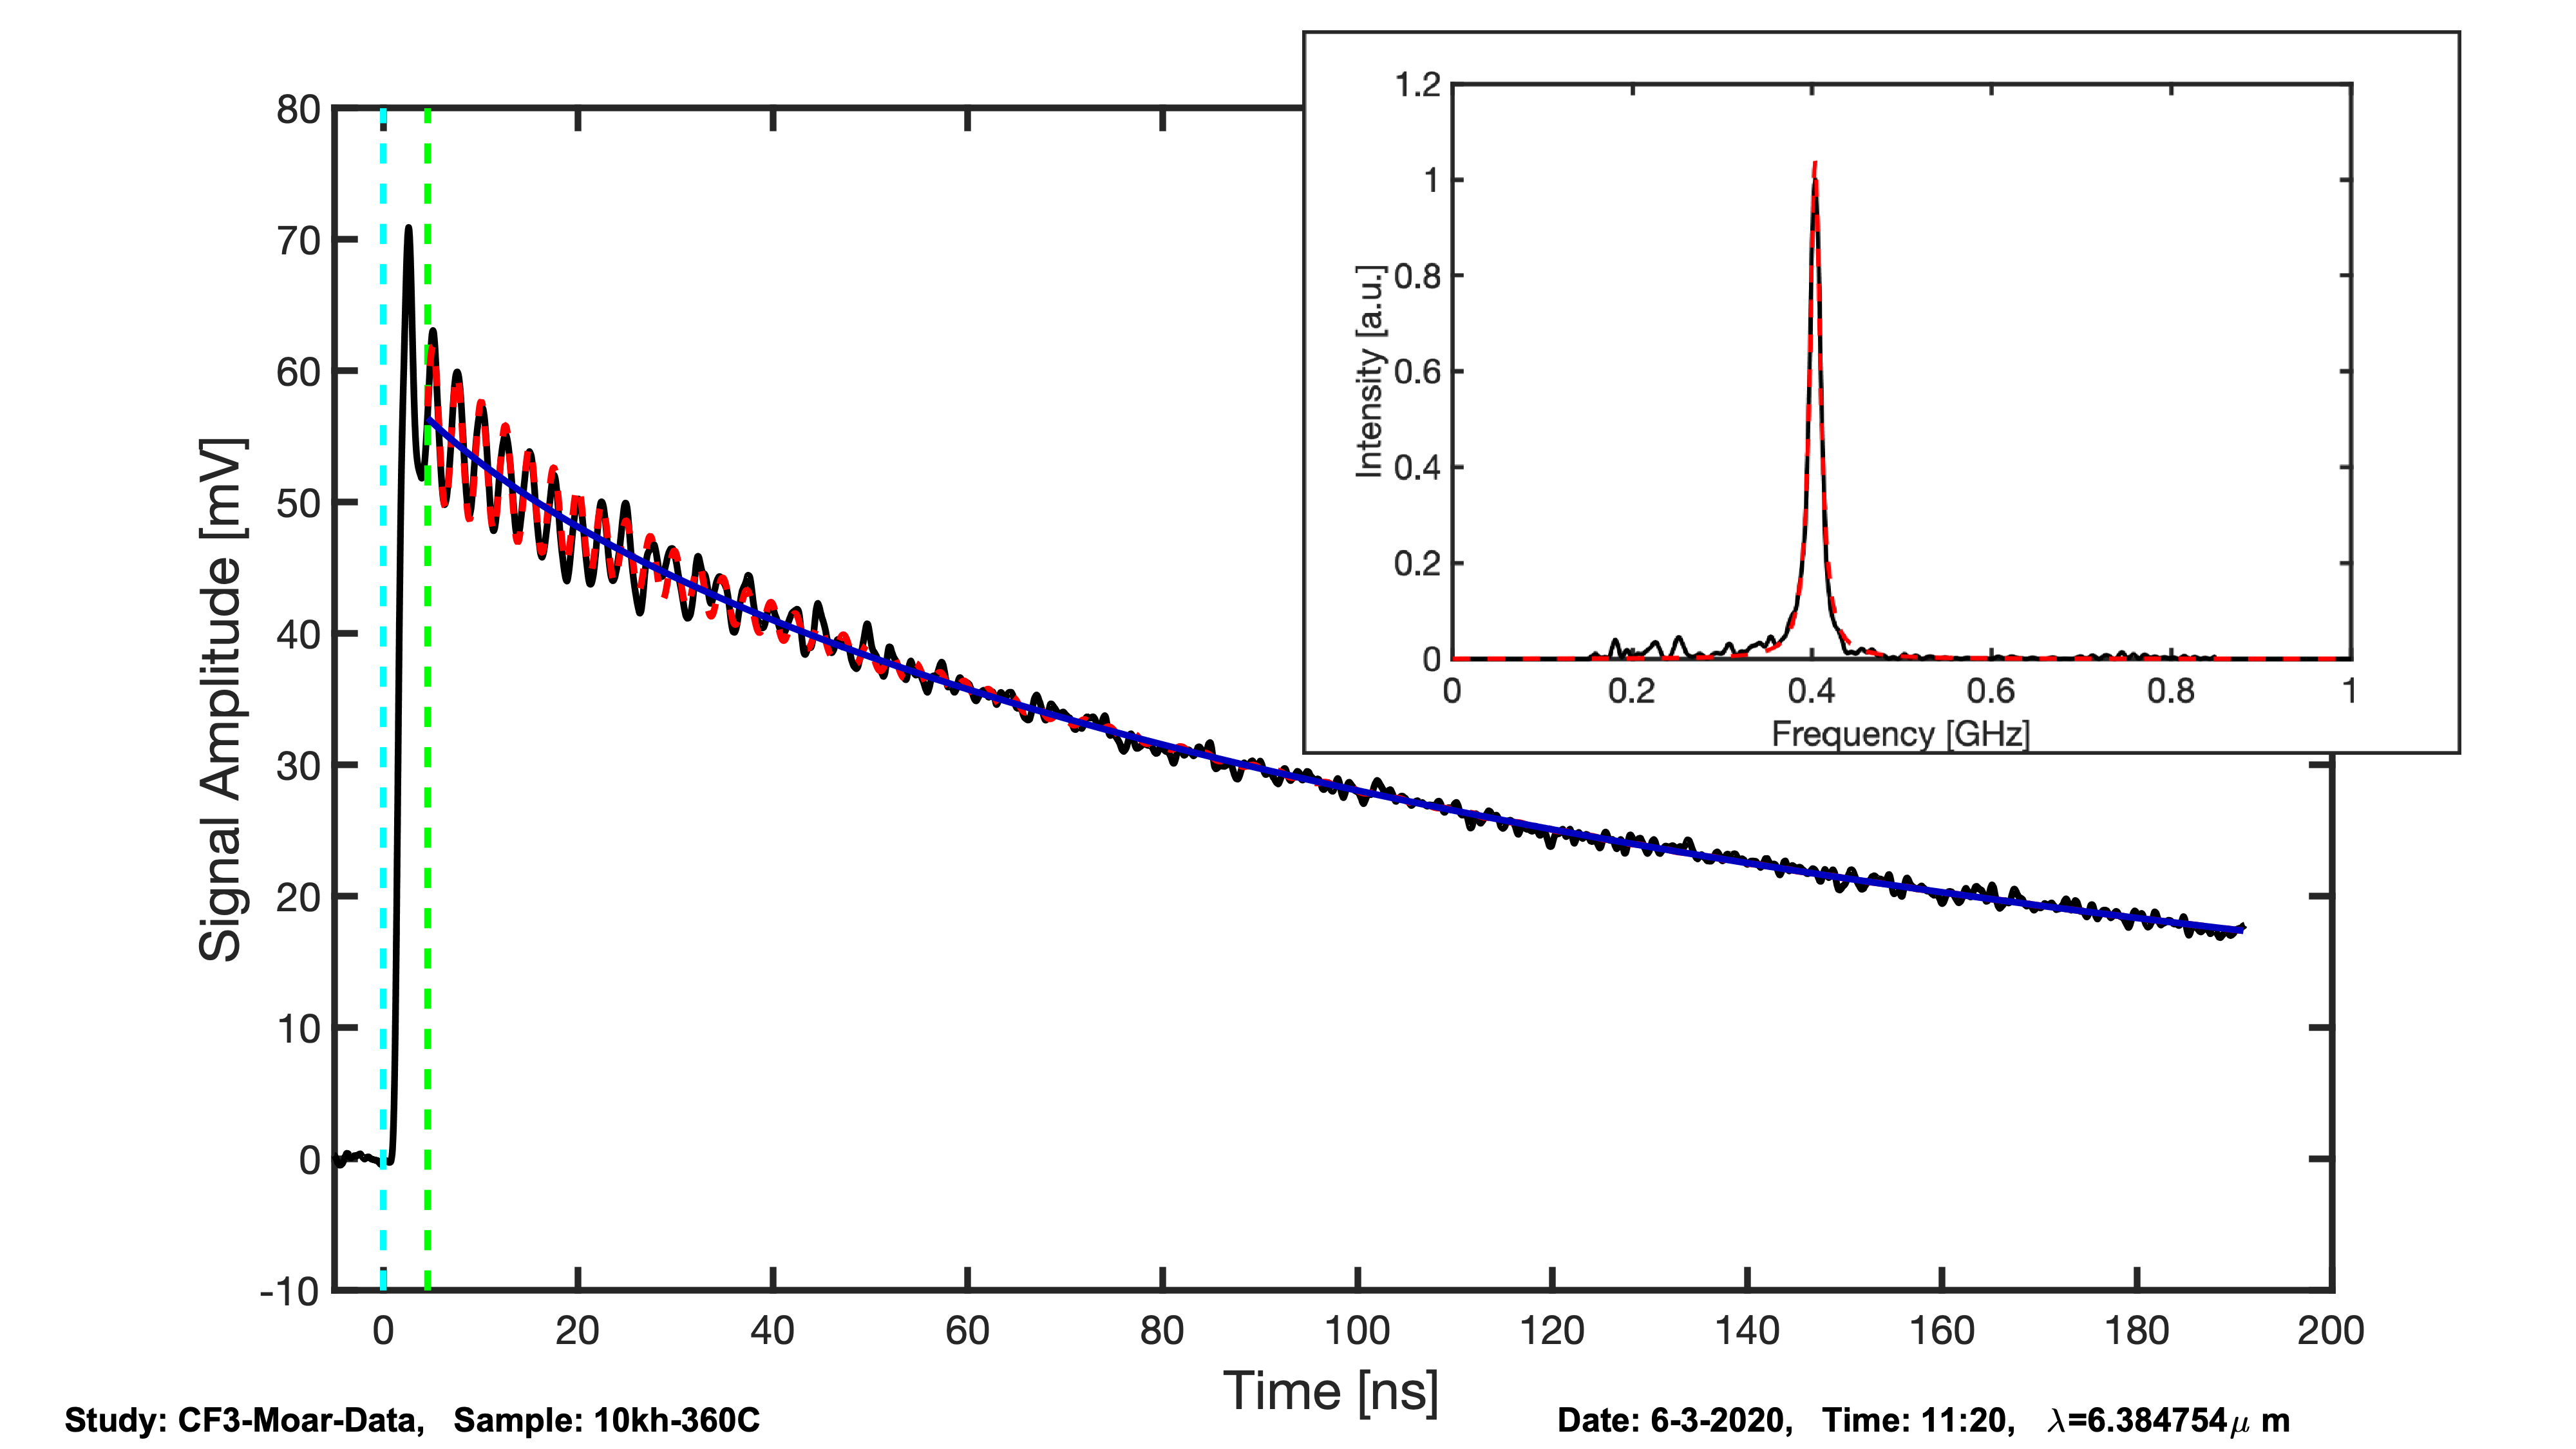 1.2
1
0.8
0.6
0.4
0.2
0
Intensity [a.u.]
0 0.2 0.4 0.6 0.8 1
Frequency [GHz]
80
70
60
50
40
30
20
10
0
-10
Signal Amplitude [mV]
0 20 40 60 80 100 120 140 160 180 200
Time [ns]
Study: CF3-Moar-Data, Sample: 10kh-360C
Date: 6-3-2020, Time: 11:20, λ=6.384754μ m